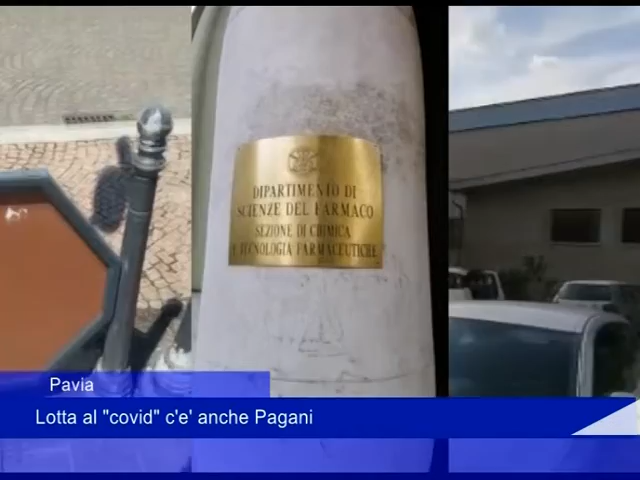 DIPARTIMENTO DI
SCIENZE DEL FARMACO
SEZIONE DI CHIMICA
E TECNOLOGIA FARMACEUTICHE
Pavia
Lotta al "covid" c'e' anche Pagani